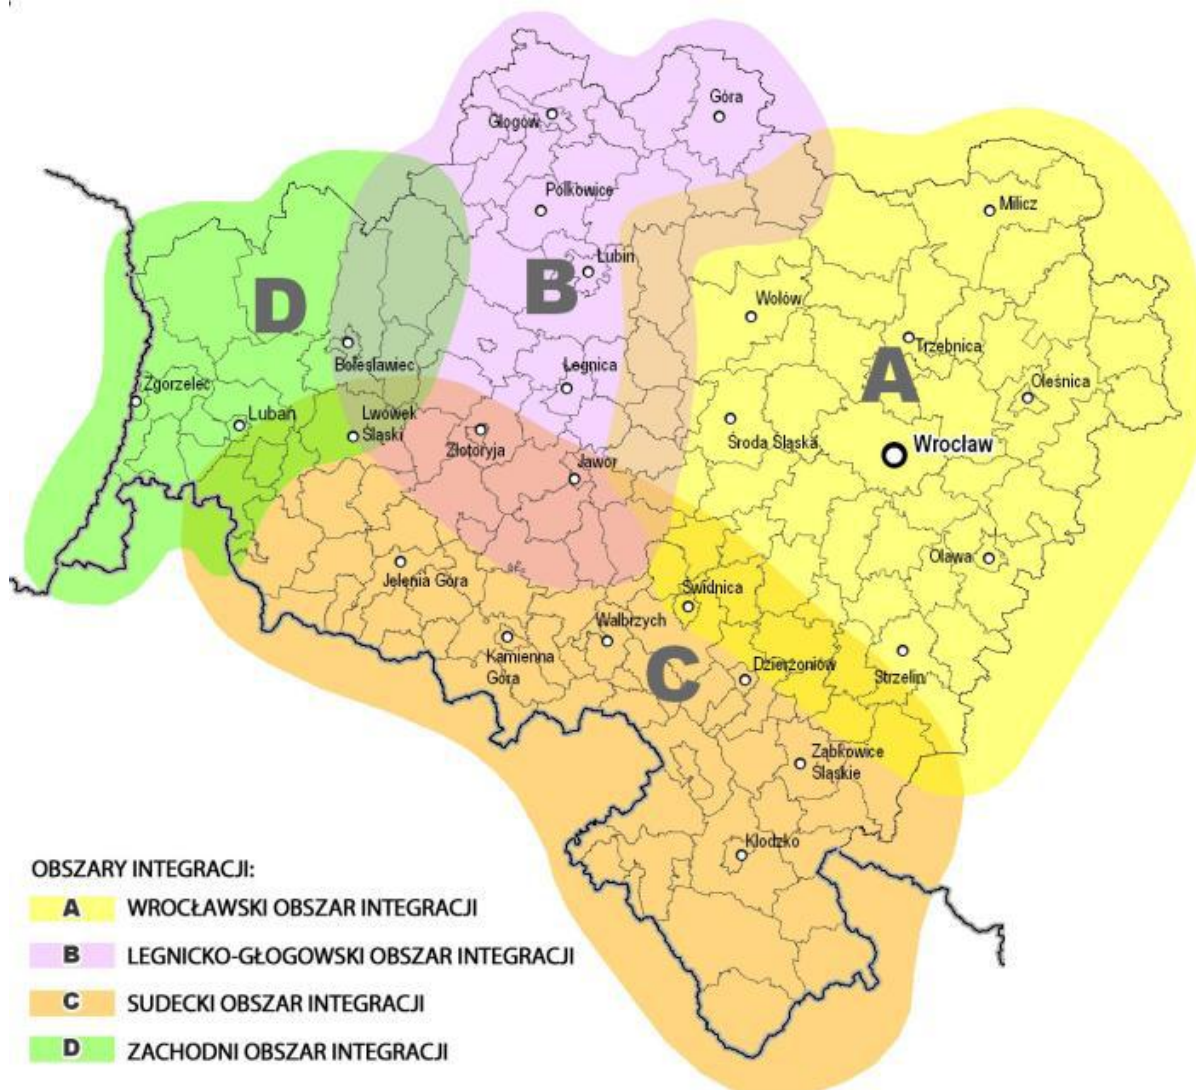 Góra
Głogów
Polkowice
Milicz
Lubin
B
D
Wołów
Trzebnica
Bolesławiec
Legnica
A
Oleśnica
Zgorzelec
Lubań
Lwówek
Śląski
Złotoryja
Środa Śląska
Wrocław
Jawor
Oława
Jelenia Góra
Świdnica
Wałbrzych
Kamienna
Góra
C
Dzierżoniów
Strzelin
Ząbkowice
Śląskie
Kłodzko
OBSZARY INTEGRACJI:
A WROCŁAWSKI OBSZAR INTEGRACJI
B LEGNICKO-GŁOGOWSKI OBSZAR INTEGRACJI
C SUDECKI OBSZAR INTEGRACJI
D ZACHODNI OBSZAR INTEGRACJI